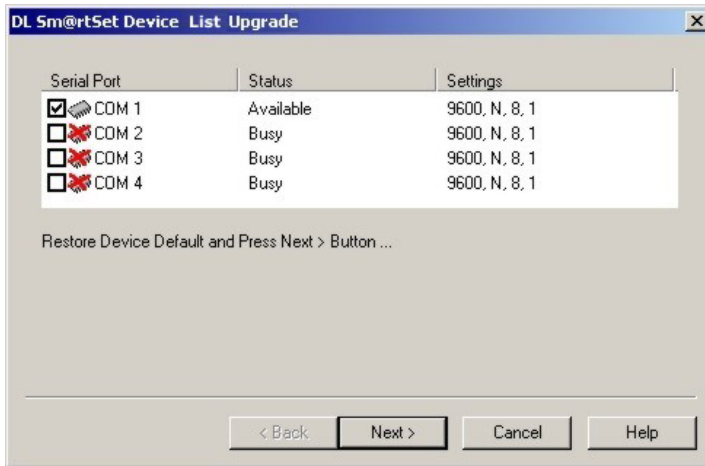 DL Sm@rtSet Device List Upgrade
Serial Port Status Settings
COM 1 Available 9600, N, 8, 1
COM 2 Busy 9600, N, 8, 1
COM 3 Busy 9600, N, 8, 1
COM 4 Busy 9600, N, 8, 1
Restore Device Default and Press Next > Button ...
< Back Next > Cancel Help